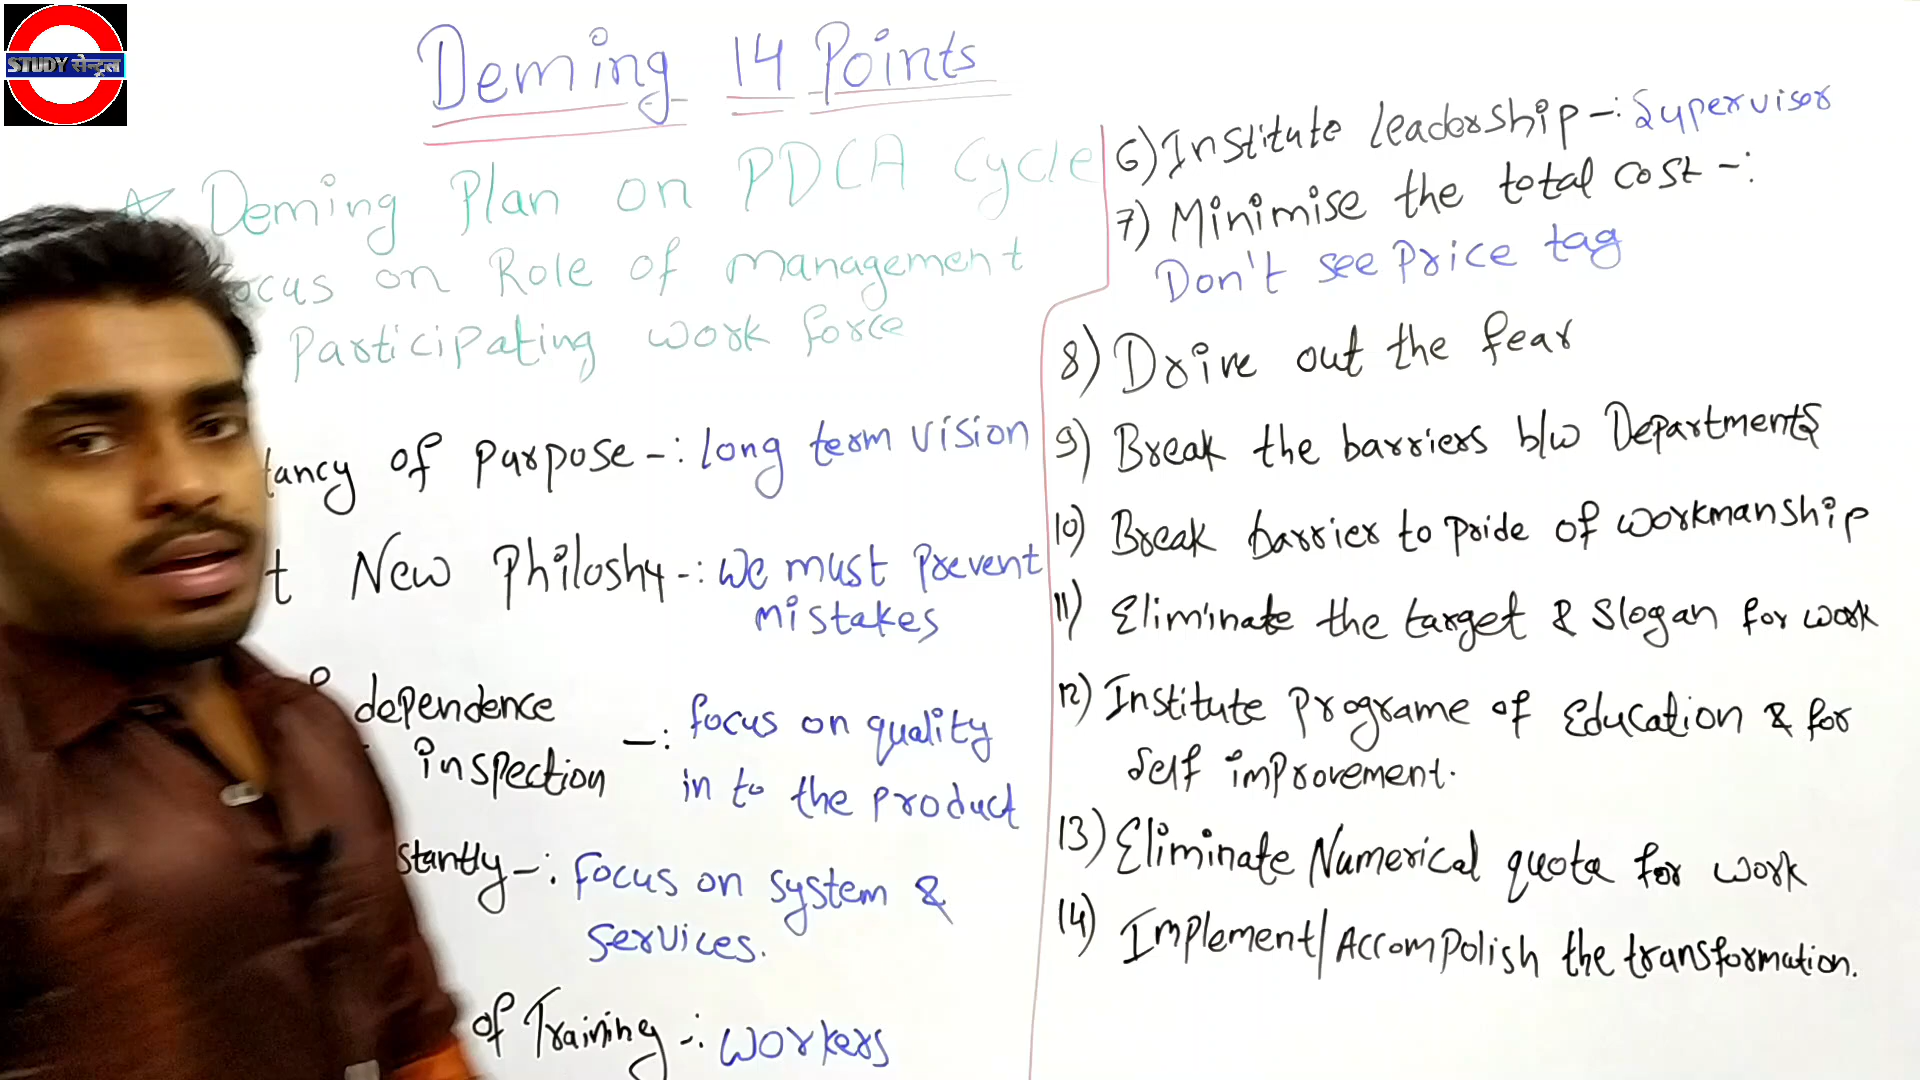 STUDY सेन्ट्रल
Deming 14 Points
Deming Plan on PDCA Cycle
ocus on Role of management
Participating work force
tancy of Purpose -: long term vision
t New Philoshy -: we must Prevent
mistakes
dependence
inspection -: focus on quality
in to the product
stantly -: Focus on system &
Services.
of Training -: workers
6) Institute leadership -: Supervisor
7) Minimise the total cost -:
Don't see Price tag
8) Drive out the fear
9) Break the barriers b/w Departments
10) Break barrier to Pride of workmanship
11) Eliminate the target & Slogan for work
12) Institute Programe of Education & for
Self improvement.
13) Eliminate Numerical quota for work
14) Implement/Accompolish the transformation.